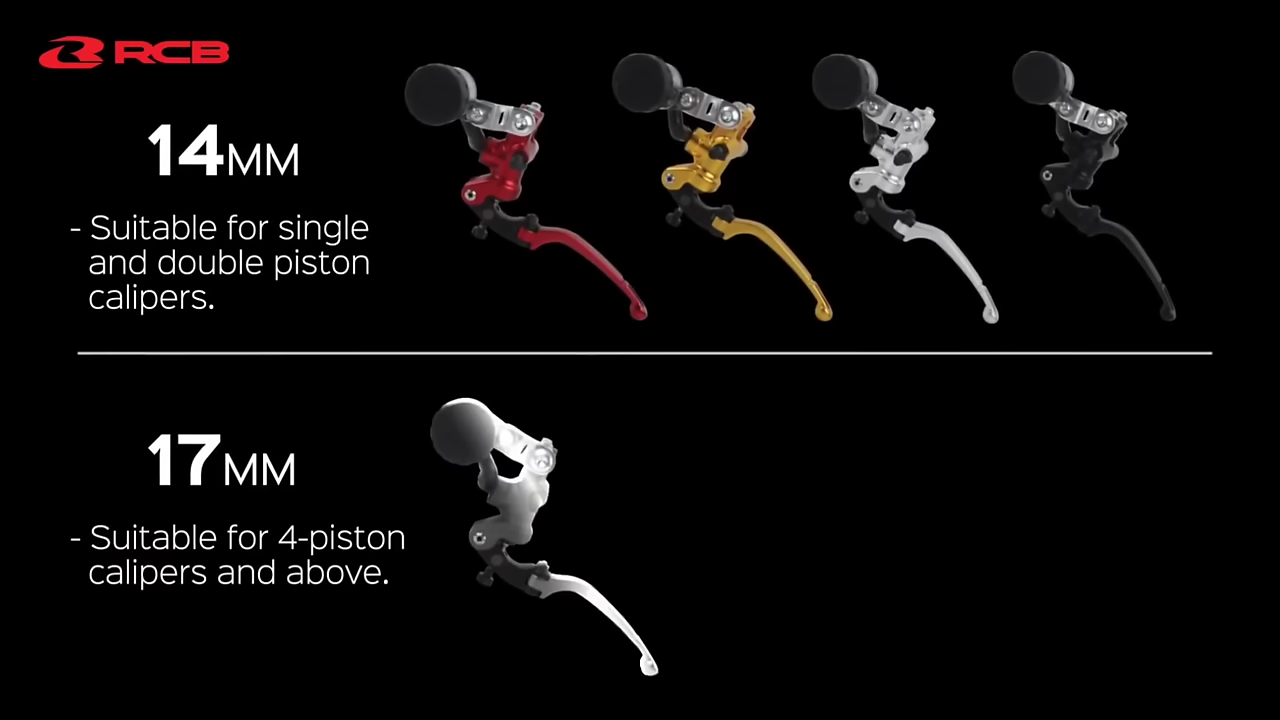 RCB
14MM
- Suitable for single
and double piston
calipers.
17MM
- Suitable for 4-piston
calipers and above.